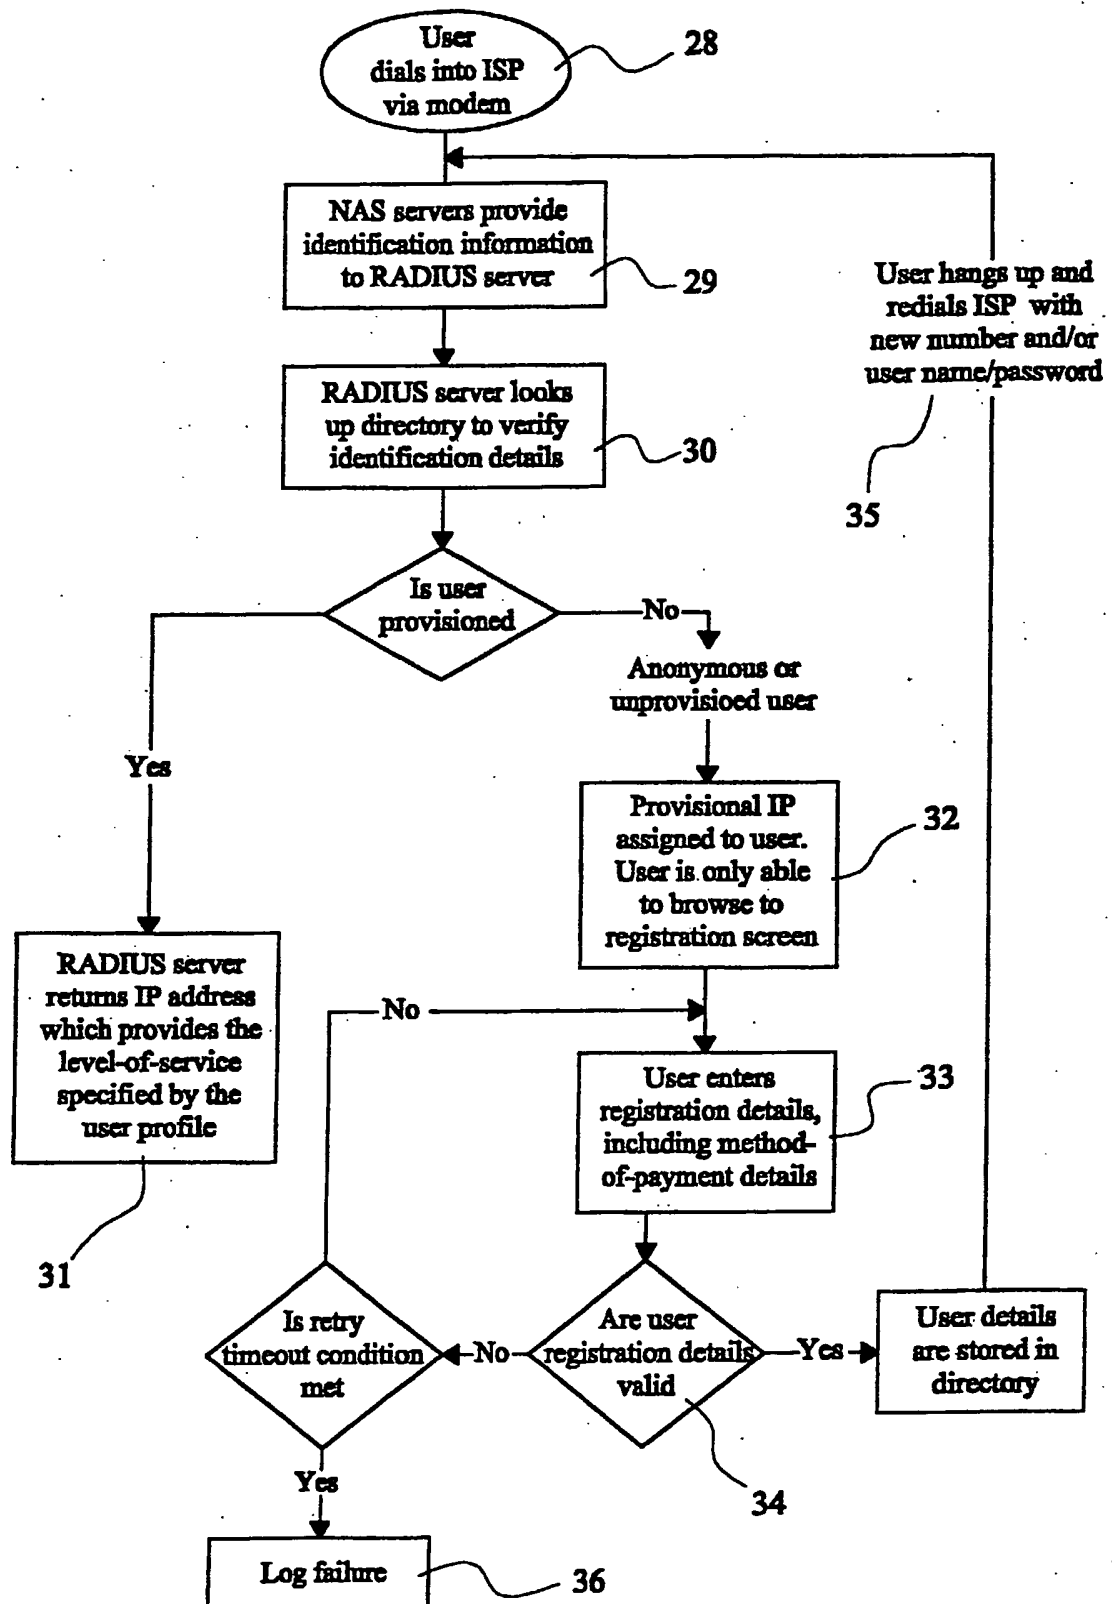 User
dials into ISP
via modem
28
NAS servers provide
identification information
to RADIUS server
29
User hangs up and
redials ISP with
new number and/or
user name/password
35
RADIUS server looks
up directory to verify
identification details
30
Is user
provisioned
No
Anonymous or
unprovisioed user
Yes
Provisional IP
assigned to user.
User is only able
to browse to
registration screen
32
RADIUS server
returns IP address
which provides the
level-of-service
specified by the
user profile
31
No
User enters
registration details,
including method-
of-payment details
33
Is retry
timeout condition
met
No
Are user
registration details
valid
34
Yes
User details
are stored in
directory
Yes
Log failure
36